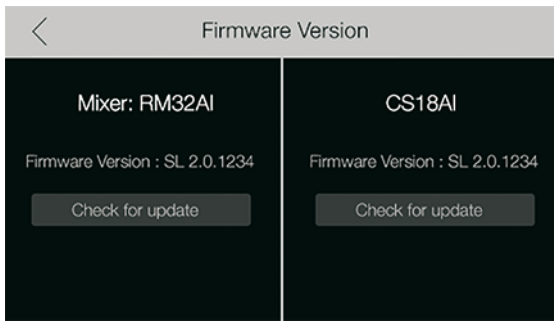 Firmware Version
Mixer: RM32AI
Firmware Version : SL 2.0.1234
Check for update
CS18AI
Firmware Version : SL 2.0.1234
Check for update